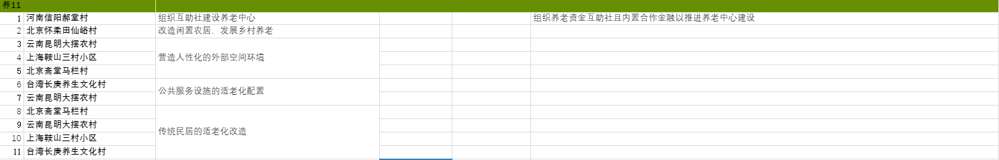 养11
1 河南信阳郝堂村 组织互助社建设养老中心 组织养老资金互助社且内置合作金融以推进养老中心建设
2 北京怀柔田仙峪村 改造闲置农居，发展乡村养老
3 云南昆明大摆衣村
4 上海鞍山三村小区 营造人性化的外部空间环境
5 北京斋堂马栏村
6 台湾长庚养生文化村 公共服务设施的适老化配置
7 云南昆明大摆衣村
8 北京斋堂马栏村
9 云南昆明大摆衣村 传统民居的适老化改造
10 上海鞍山三村小区
11 台湾长庚养生文化村